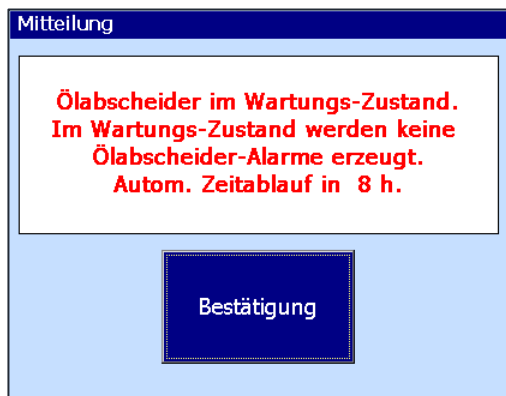 Mitteilung
Ölabscheider im Wartungs-Zustand.
Im Wartungs-Zustand werden keine
Ölabscheider-Alarme erzeugt.
Autom. Zeitablauf in  8 h.
Bestätigung